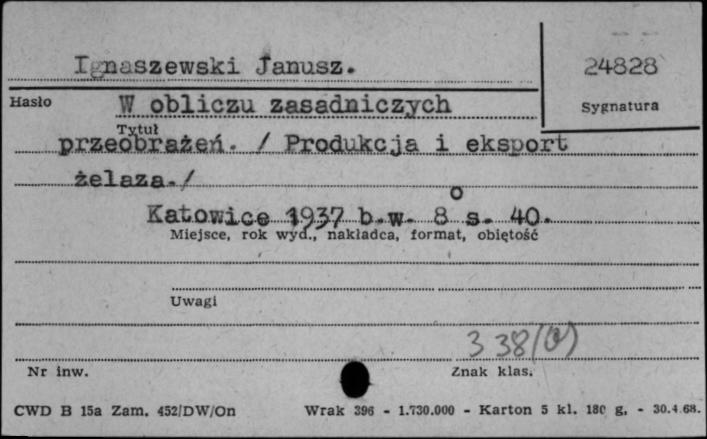 Ignaszewski Janusz.
24828
Hasło
W obliczu zasadniczych
Sygnatura
Tytuł
przeobrażeń. / Produkcja i eksport
żelaza./
Katowice 1937 b.w. 8° s. 40.
Miejsce, rok wyd., nakładca, format, objętość
Uwagi
338(0)
Nr inw.
Znak klas.
CWD B 15a Zam. 452/DW/On
Wrak 396 - 1.730.000 - Karton 5 kl. 180 g. - 30.4.68.